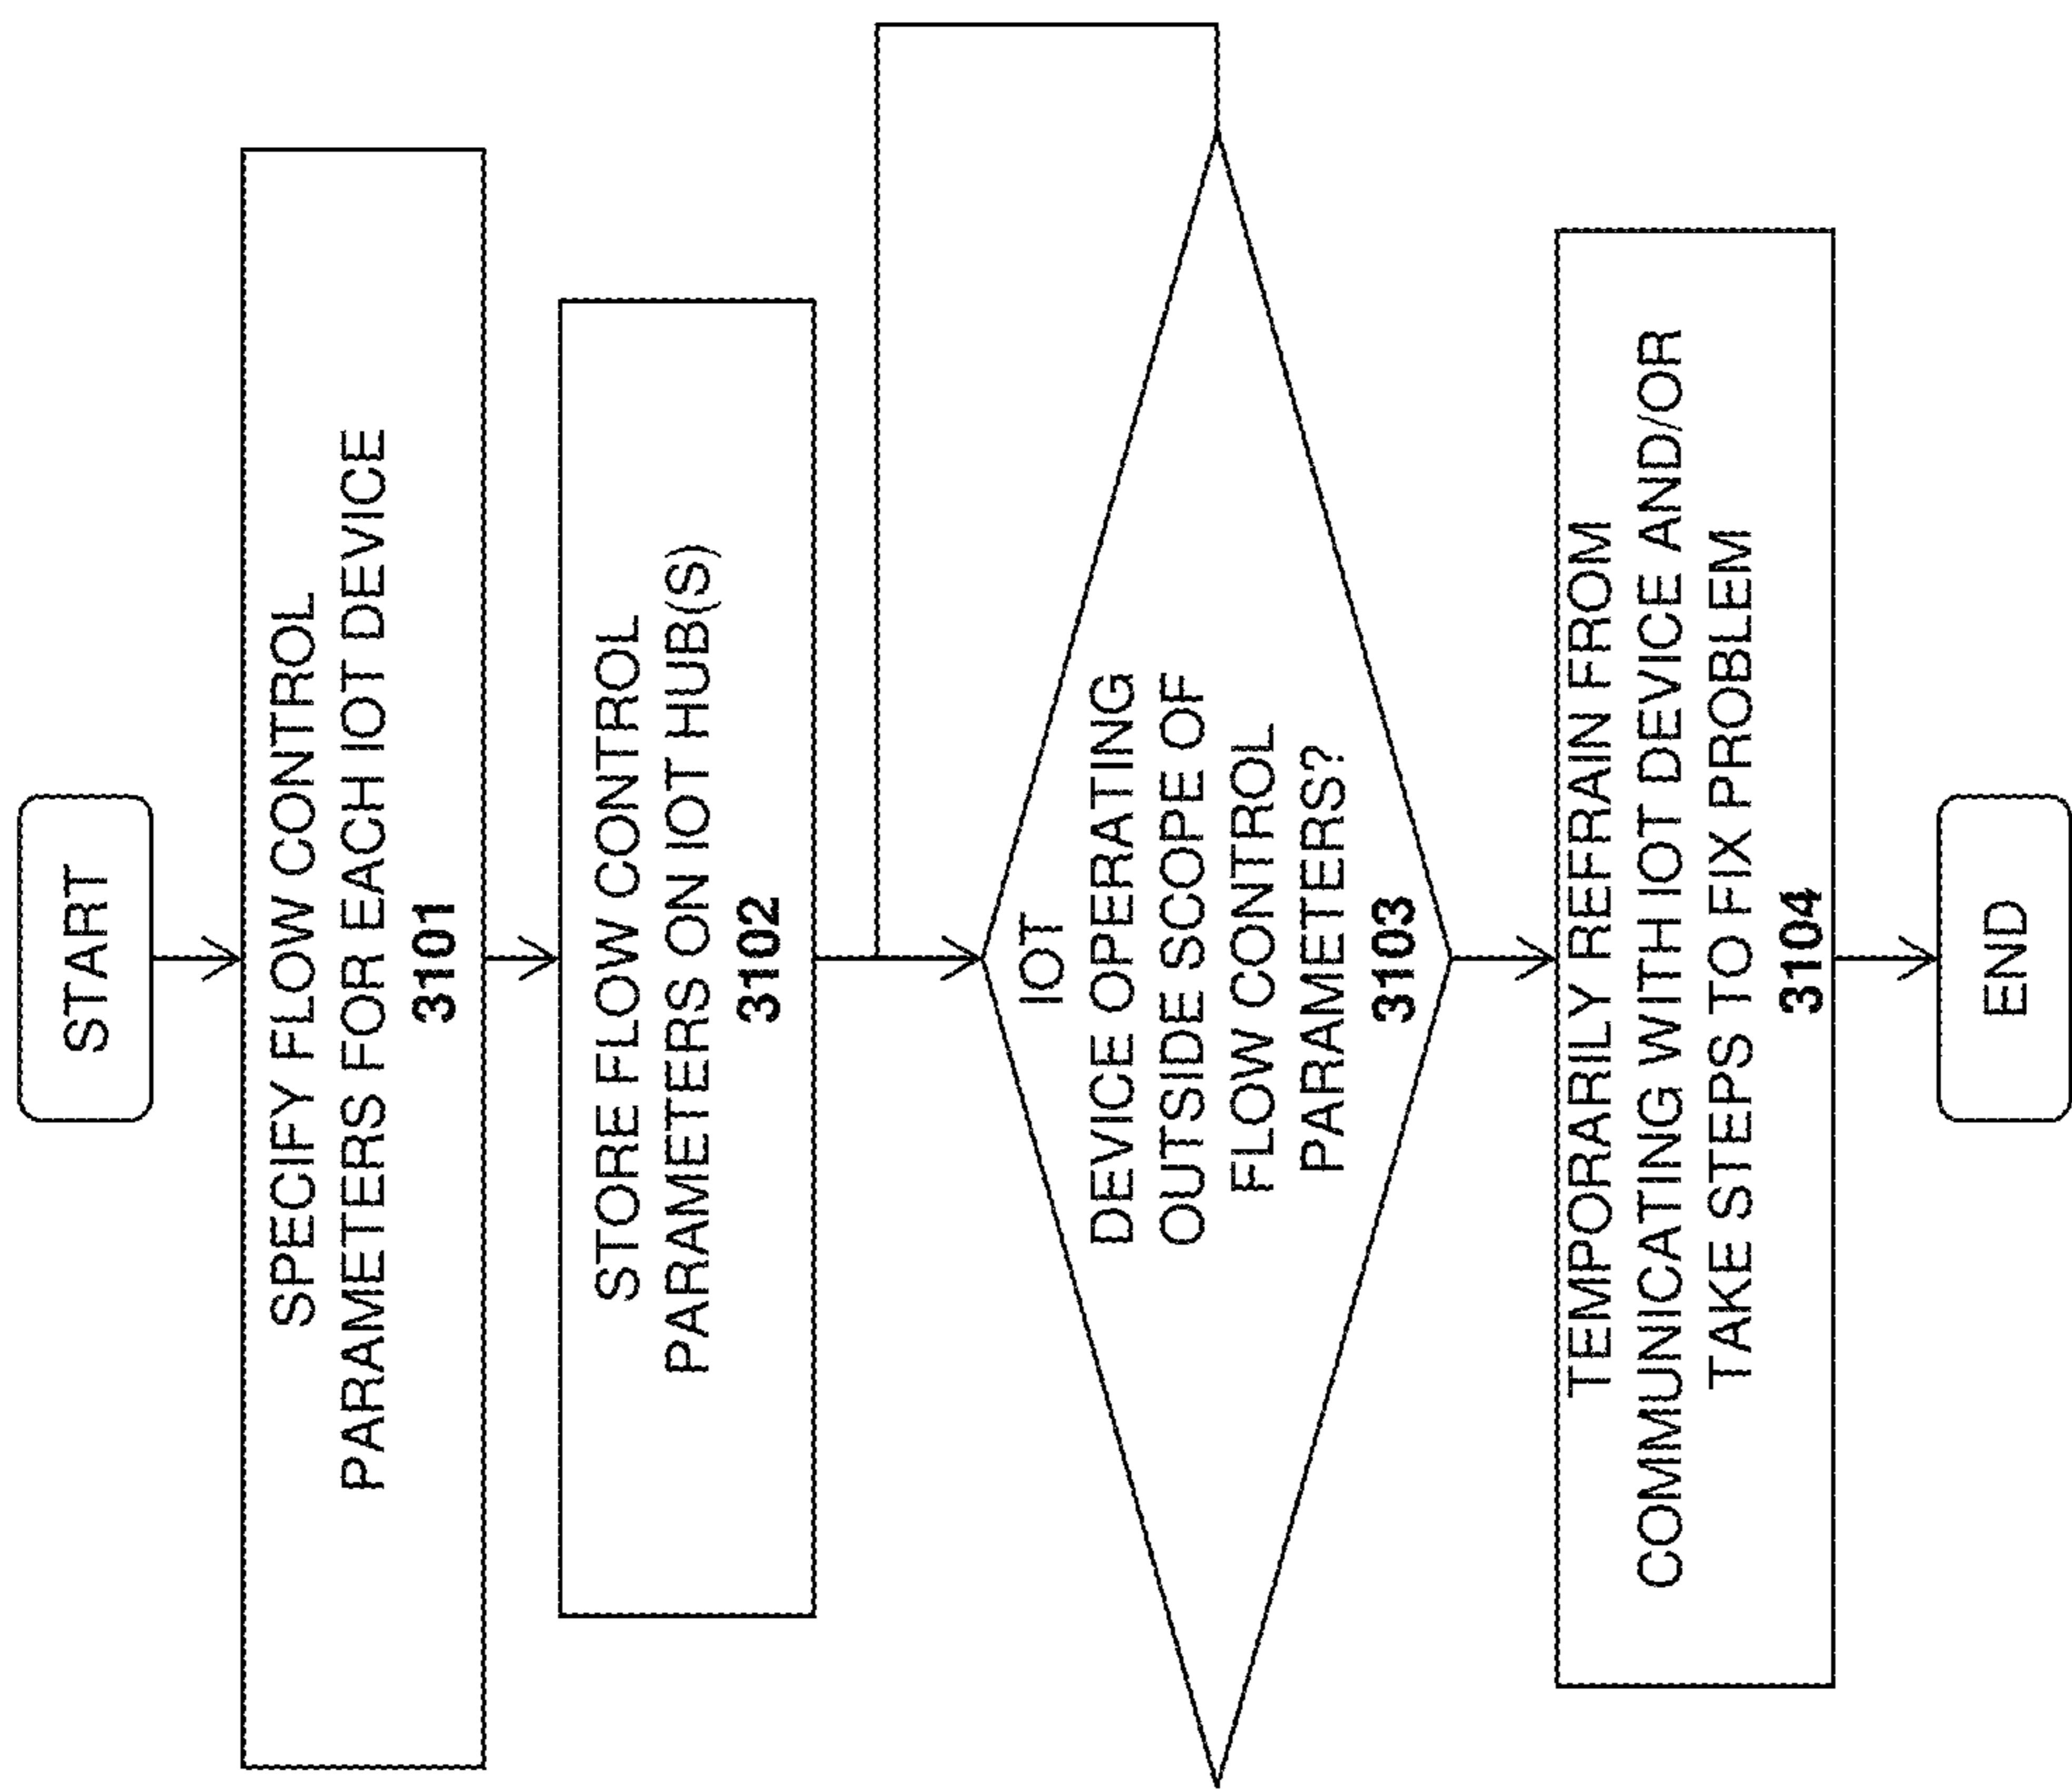 START
SPECIFY FLOW CONTROL
PARAMETERS FOR EACH IOT DEVICE
3101
STORE FLOW CONTROL
PARAMETERS ON IOT HUB(S)
3102
IOT
DEVICE OPERATING
OUTSIDE SCOPE OF
FLOW CONTROL
PARAMETERS?
3103
TEMPORARILY REFRAIN FROM
COMMUNICATING WITH IOT DEVICE AND/OR
TAKE STEPS TO FIX PROBLEM
3104
END